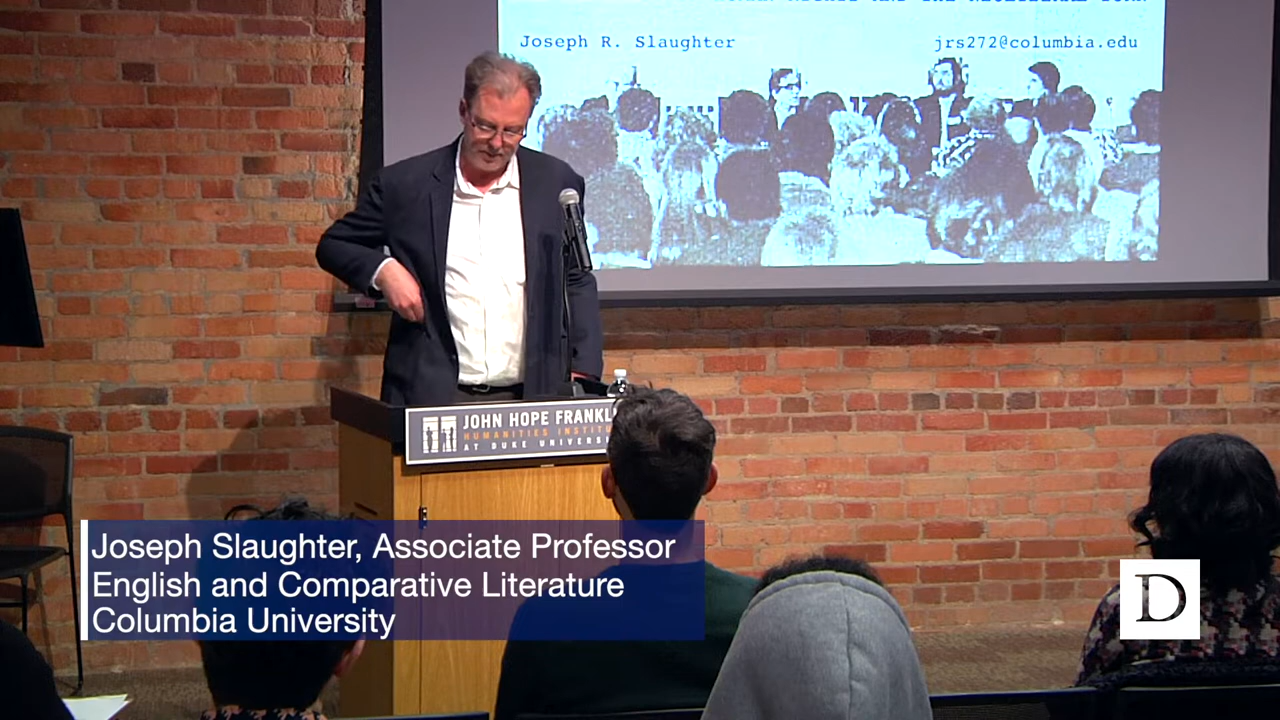 Joseph R. Slaughter
jrs272@columbia.edu
JOHN HOPE FRANKL
HUMANITIES INSTITU
AT DUKE UNIVERS
Joseph Slaughter, Associate Professor
English and Comparative Literature
Columbia University
D